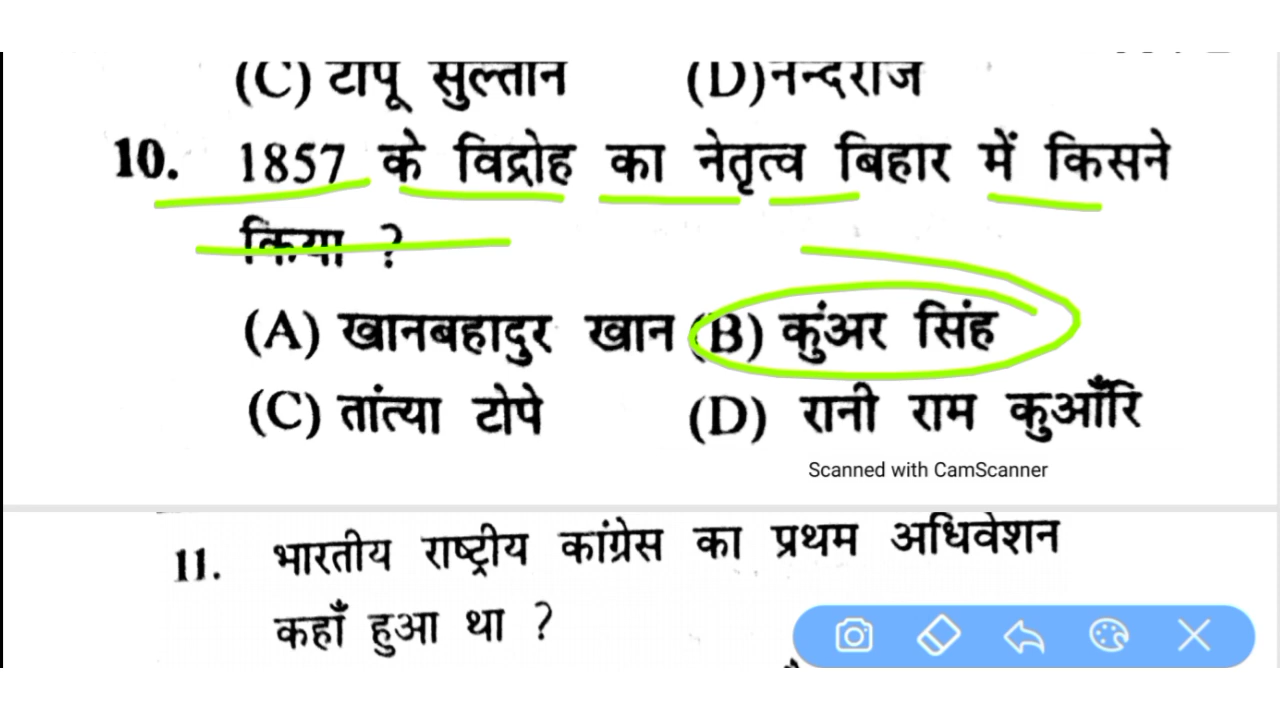 (C) टीपू सुल्तान (D) नन्दराज
10. 1857 के विद्रोह का नेतृत्व बिहार में किसने
किया ?
(A) खानबहादुर खान (B) कुंअर सिंह
(C) तांत्या टोपे (D) रानी राम कुआँरि
Scanned with CamScanner
11. भारतीय राष्ट्रीय कांग्रेस का प्रथम अधिवेशन
कहाँ हुआ था ?